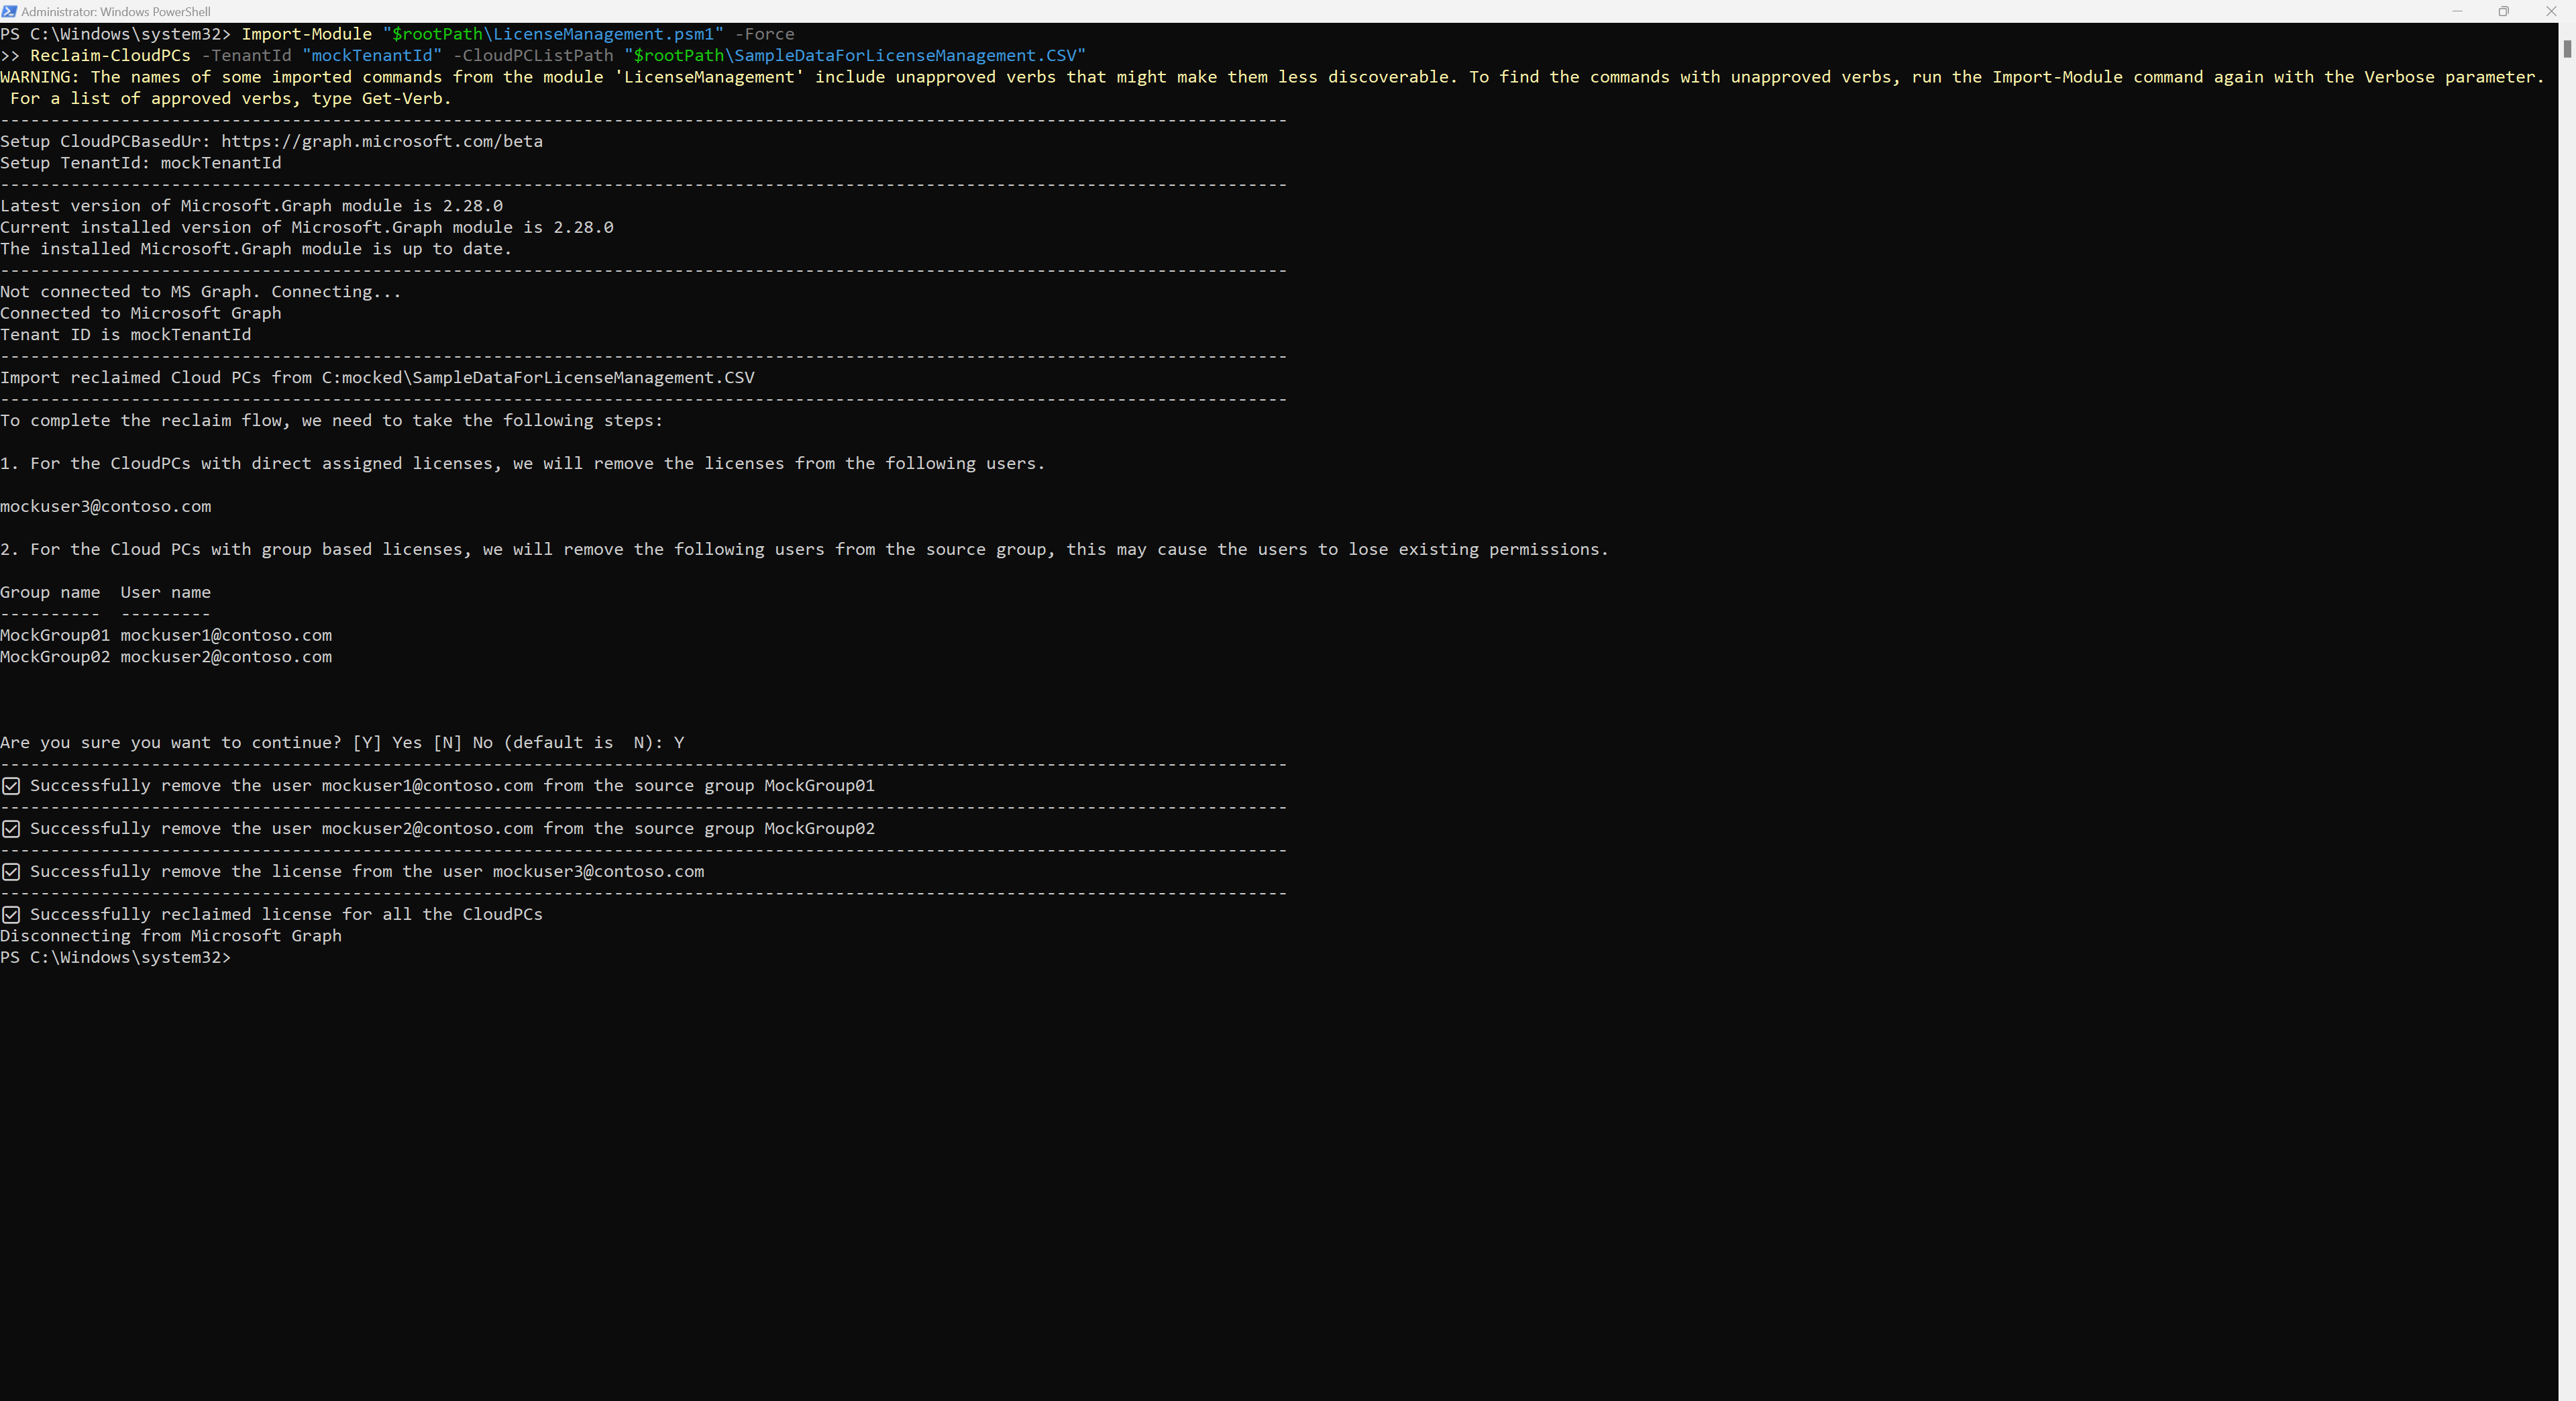 Administrator: Windows PowerShell
PS C:\Windows\system32> Import-Module "$rootPath\LicenseManagement.psm1" -Force
>> Reclaim-CloudPCs -TenantId "mockTenantId" -CloudPCListPath "$rootPath\SampleDataForLicenseManagement.CSV"
WARNING: The names of some imported commands from the module 'LicenseManagement' include unapproved verbs that might make them less discoverable. To find the commands with unapproved verbs, run the Import-Module command again with the Verbose parameter.
For a list of approved verbs, type Get-Verb.
--------------------------------------------------------------------------------------------------------------------------------
Setup CloudPCBasedUr: https://graph.microsoft.com/beta
Setup TenantId: mockTenantId
--------------------------------------------------------------------------------------------------------------------------------
Latest version of Microsoft.Graph module is 2.28.0
Current installed version of Microsoft.Graph module is 2.28.0
The installed Microsoft.Graph module is up to date.
--------------------------------------------------------------------------------------------------------------------------------
Not connected to MS Graph. Connecting...
Connected to Microsoft Graph
Tenant ID is mockTenantId
--------------------------------------------------------------------------------------------------------------------------------
Import reclaimed Cloud PCs from C:mocked\SampleDataForLicenseManagement.CSV
--------------------------------------------------------------------------------------------------------------------------------
To complete the reclaim flow, we need to take the following steps:
1. For the CloudPCs with direct assigned licenses, we will remove the licenses from the following users.
mockuser3@contoso.com
2. For the Cloud PCs with group based licenses, we will remove the following users from the source group, this may cause the users to lose existing permissions.
Group name  User name
----------  ---------
MockGroup01 mockuser1@contoso.com
MockGroup02 mockuser2@contoso.com
Are you sure you want to continue? [Y] Yes [N] No (default is  N): Y
--------------------------------------------------------------------------------------------------------------------------------
☑ Successfully remove the user mockuser1@contoso.com from the source group MockGroup01
--------------------------------------------------------------------------------------------------------------------------------
☑ Successfully remove the user mockuser2@contoso.com from the source group MockGroup02
--------------------------------------------------------------------------------------------------------------------------------
☑ Successfully remove the license from the user mockuser3@contoso.com
--------------------------------------------------------------------------------------------------------------------------------
☑ Successfully reclaimed license for all the CloudPCs
Disconnecting from Microsoft Graph
PS C:\Windows\system32>